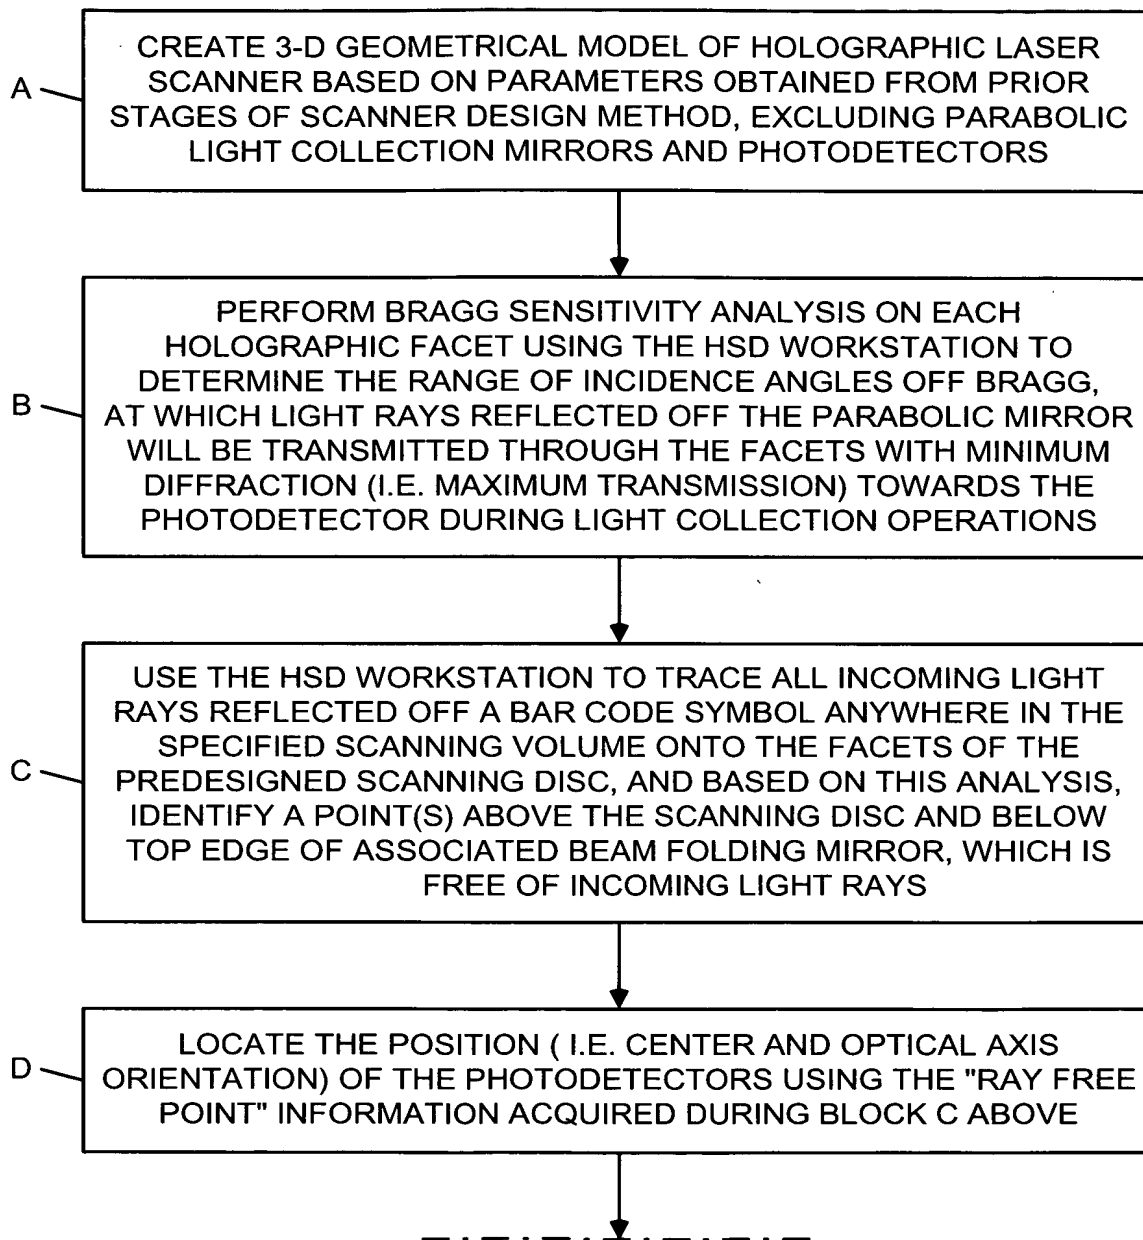 A
CREATE 3-D GEOMETRICAL MODEL OF HOLOGRAPHIC LASER
SCANNER BASED ON PARAMETERS OBTAINED FROM PRIOR
STAGES OF SCANNER DESIGN METHOD, EXCLUDING PARABOLIC
LIGHT COLLECTION MIRRORS AND PHOTODETECTORS
B
PERFORM BRAGG SENSITIVITY ANALYSIS ON EACH
HOLOGRAPHIC FACET USING THE HSD WORKSTATION TO
DETERMINE THE RANGE OF INCIDENCE ANGLES OFF BRAGG,
AT WHICH LIGHT RAYS REFLECTED OFF THE PARABOLIC MIRROR
WILL BE TRANSMITTED THROUGH THE FACETS WITH MINIMUM
DIFFRACTION (I.E. MAXIMUM TRANSMISSION) TOWARDS THE
PHOTODETECTOR DURING LIGHT COLLECTION OPERATIONS
C
USE THE HSD WORKSTATION TO TRACE ALL INCOMING LIGHT
RAYS REFLECTED OFF A BAR CODE SYMBOL ANYWHERE IN THE
SPECIFIED SCANNING VOLUME ONTO THE FACETS OF THE
PREDESIGNED SCANNING DISC, AND BASED ON THIS ANALYSIS,
IDENTIFY A POINT(S) ABOVE THE SCANNING DISC AND BELOW
TOP EDGE OF ASSOCIATED BEAM FOLDING MIRROR, WHICH IS
FREE OF INCOMING LIGHT RAYS
D
LOCATE THE POSITION ( I.E. CENTER AND OPTICAL AXIS
ORIENTATION) OF THE PHOTODETECTORS USING THE "RAY FREE
POINT" INFORMATION ACQUIRED DURING BLOCK C ABOVE